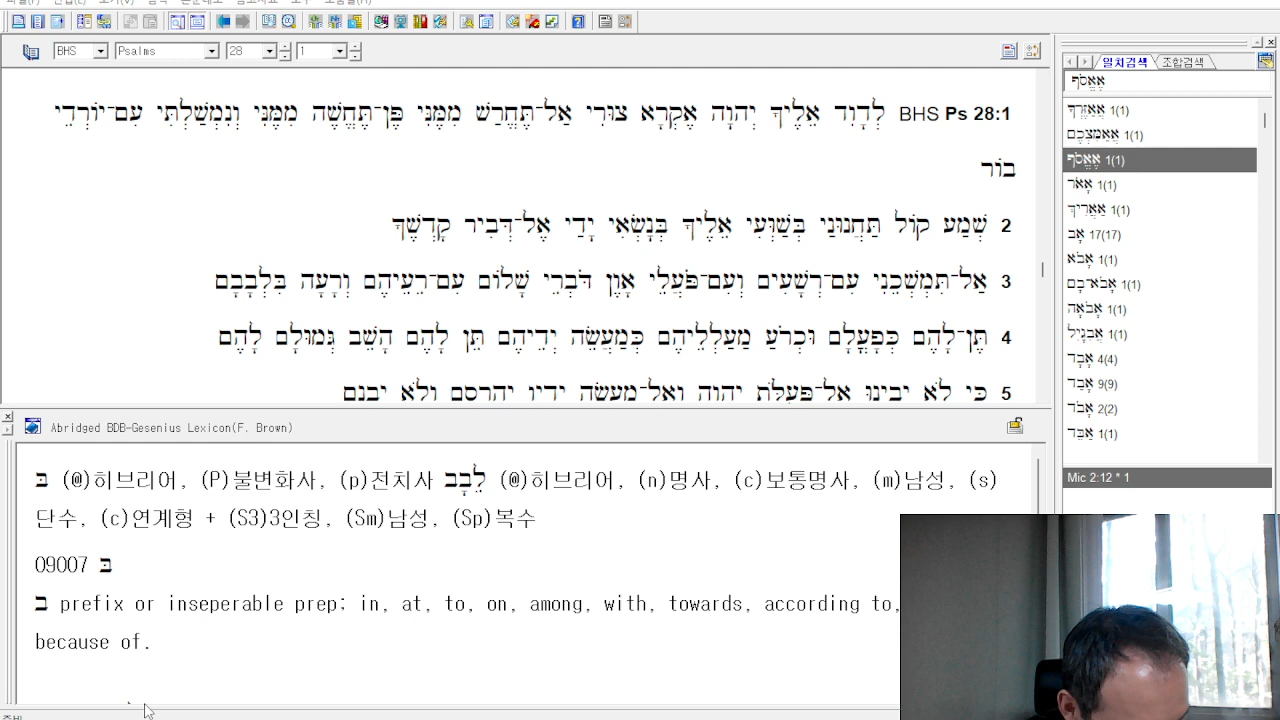 BHS
Psalms
28
1
일치검색
조합검색
BHS Ps 28:1 לְדָוִד אֵלֶיךָ יְהוָה אֶקְרָא צוּרִי אַל־תֶּחֱרַשׁ מִמֶּנִּי פֶּן־תֶּחֱשֶׁה מִמֶּנִּי וְנִמְשַׁלְתִּי עִם־יוֹרְדֵי
בוֹר
2 שְׁמַע קוֹל תַּחֲנוּנַי בְּשַׁוְּעִי אֵלֶיךָ בְּנָשְׂאִי יָדַי אֶל־דְּבִיר קָדְשֶׁךָ
3 אַל־תִּמְשְׁכֵנִי עִם־רְשָׁעִים וְעִם־פֹּעֲלֵי אָוֶן דֹּבְרֵי שָׁלוֹם עִם־רֵעֵיהֶם וְרָעָה בִּלְבָבָם
4 תֶּן־לָהֶם כְּפָעֳלָם וּכְרֹעַ מַעַלְלֵיהֶם כְּמַעֲשֵׂה יְדֵיהֶם תֵּן לָהֶם הָשֵׁב גְּמוּלָם לָהֶם
5 כִּי לֹא יָבִינוּ אֶל־פְּעֻלֹּת יְהוָה וְאֶל־מַעֲשֵׂה יָדָיו יֶהֶרְסֵם וְלֹא יִבְנֵם
אֶאֱסֹף
1(1)
1(1)
אֶאֱסֹף 1(1)
1(1)
1(1)
אָב 17(17)
אָבֹא 1(1)
1(1)
1(1)
1(1)
4(4)
9(9)
2(2)
1(1)
Mic 2:12 * 1
Abridged BDB-Gesenius Lexicon(F. Brown)
בְּ (@)히브리어, (P)불변화사, (p)전치사 לֵבָב (@)히브리어, (n)명사, (c)보통명사, (m)남성, (s)
단수, (c)연계형 + (S3)3인칭, (Sm)남성, (Sp)복수
09007 בְּ
ב prefix or inseperable prep; in, at, to, on, among, with, towards, according to,
because of.